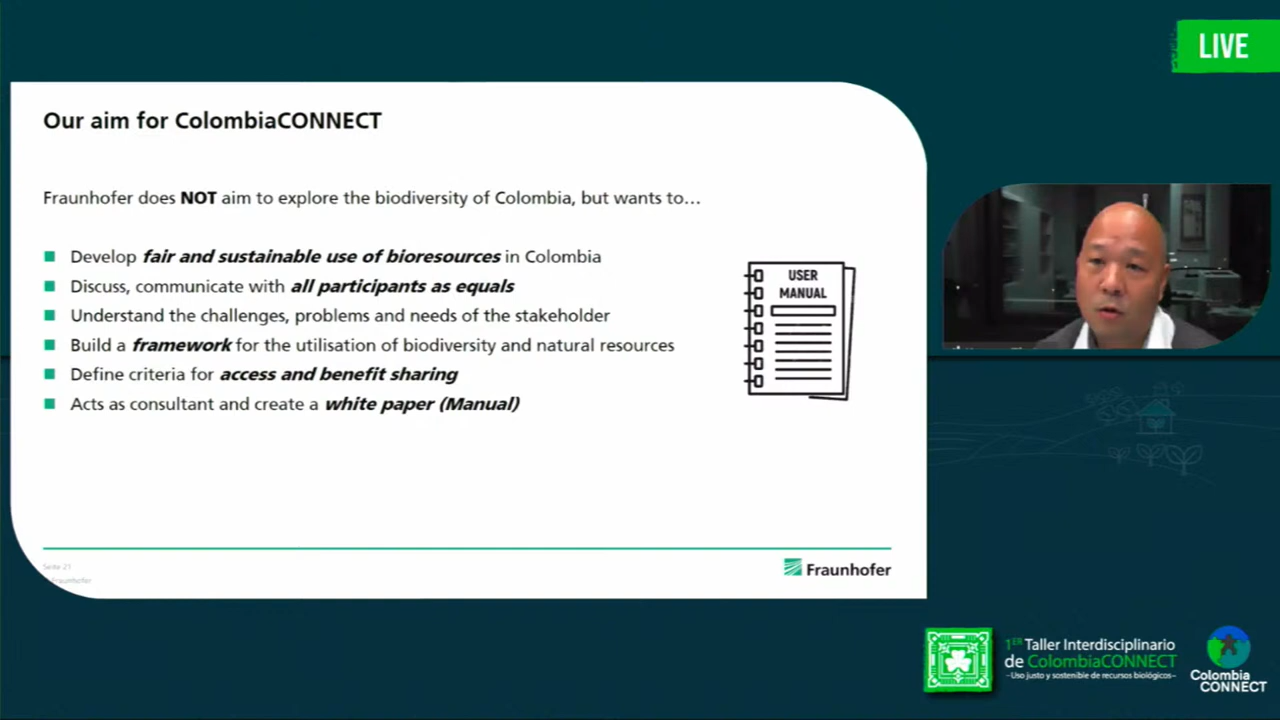 LIVE
Our aim for ColombiaCONNECT
Fraunhofer does NOT aim to explore the biodiversity of Colombia, but wants to…
Develop fair and sustainable use of bioresources in Colombia
Discuss, communicate with all participants as equals
Understand the challenges, problems and needs of the stakeholder
Build a framework for the utilisation of biodiversity and natural resources
Define criteria for access and benefit sharing
Acts as consultant and create a white paper (Manual)
USER
MANUAL
Seite 21
Fraunhofer
Fraunhofer
1ER Taller Interdisciplinario
de ColombiaCONNECT
-Uso justo y sostenible de recursos biológicos-
Colombia
CONNECT